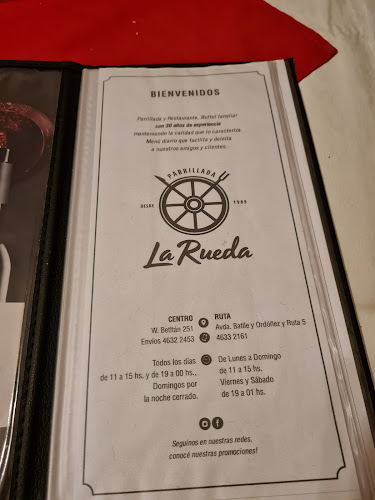 BIENVENIDOS
Parrillada y Restaurante. Buffet familiar
con 30 años de experiencia
manteniendo la calidad que lo caracteriza.
Menú diario que facilita y deleita
a nuestros amigos y clientes.
PARRILLADA
DESDE 1989
La Rueda
CENTRO
W. Belttán 251
Envíos 4632 2453
RUTA
Avda. Batlle y Ordóñez y Ruta 5
4633 2161
Todos los días
de 11 a 15 hs. y de 19 a 00 hs.,
Domingos por
la noche cerrado.
De Lunes a Domingo
de 11 a 15 hs.
Viernes y Sábado
de 19 a 01 hs.
Seguinos en nuestras redes,
conocé nuestras promociones!